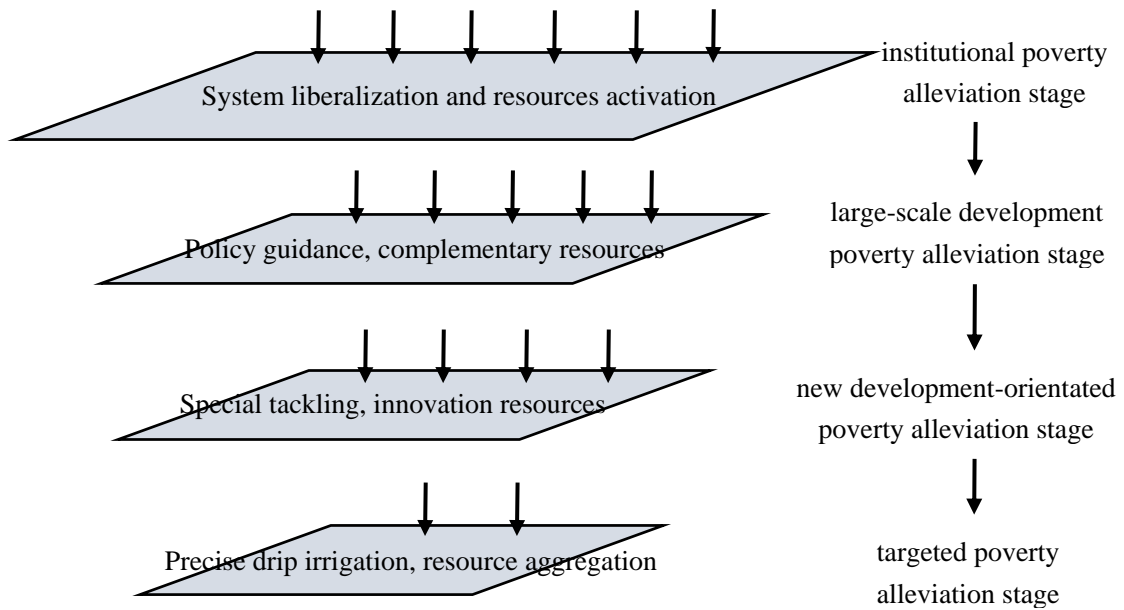 System liberalization and resources activation
institutional poverty
alleviation stage
Policy guidance, complementary resources
large-scale development
poverty alleviation stage
Special tackling, innovation resources
new development-orientated
poverty alleviation stage
Precise drip irrigation, resource aggregation
targeted poverty
alleviation stage